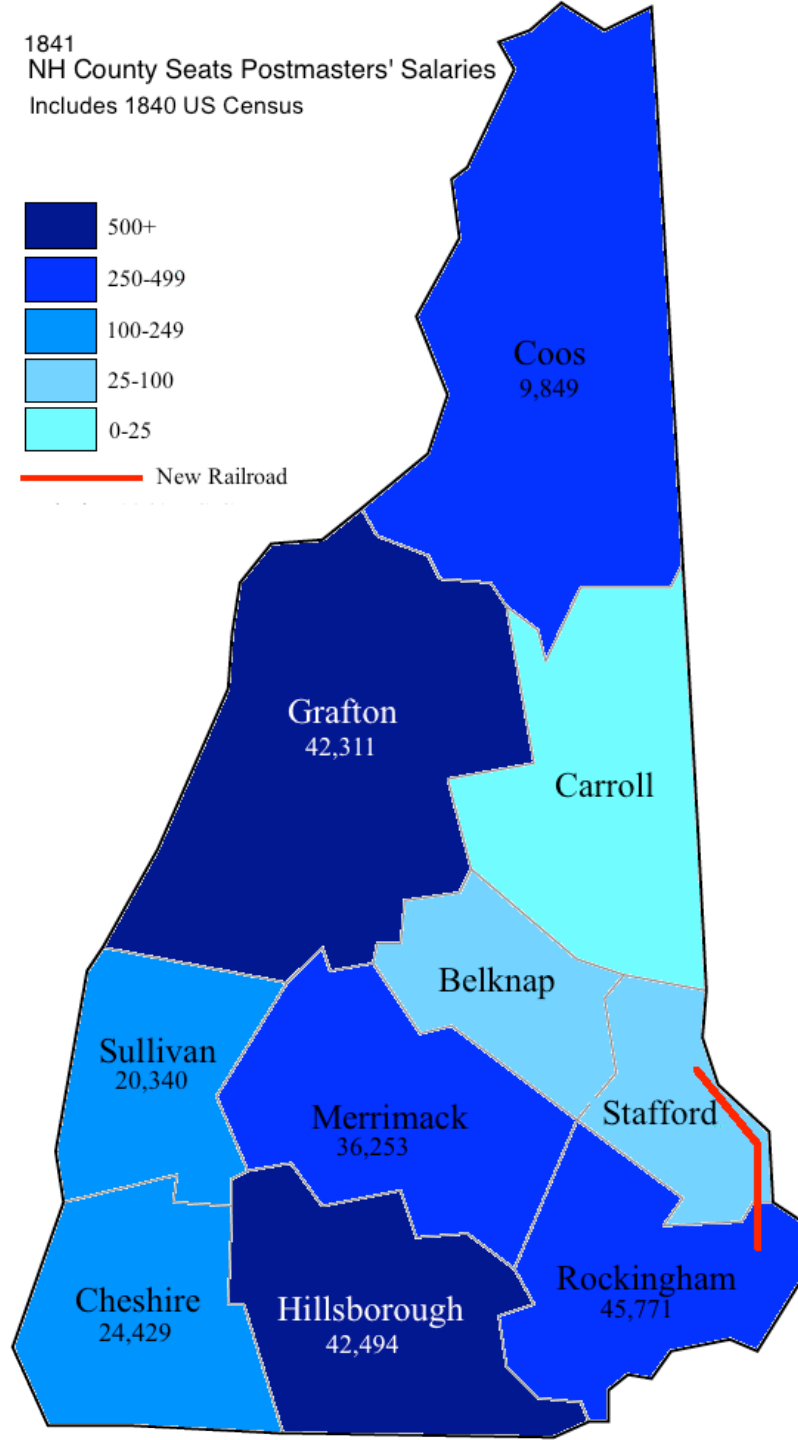 1841
NH County Seats Postmasters' Salaries
Includes 1840 US Census
500+
250-499
100-249
25-100
0-25
New Railroad
Coos
9,849
Grafton
42,311
Carroll
Belknap
Sullivan
20,340
Merrimack
36,253
Stafford
Cheshire
24,429
Hillsborough
42,494
Rockingham
45,771